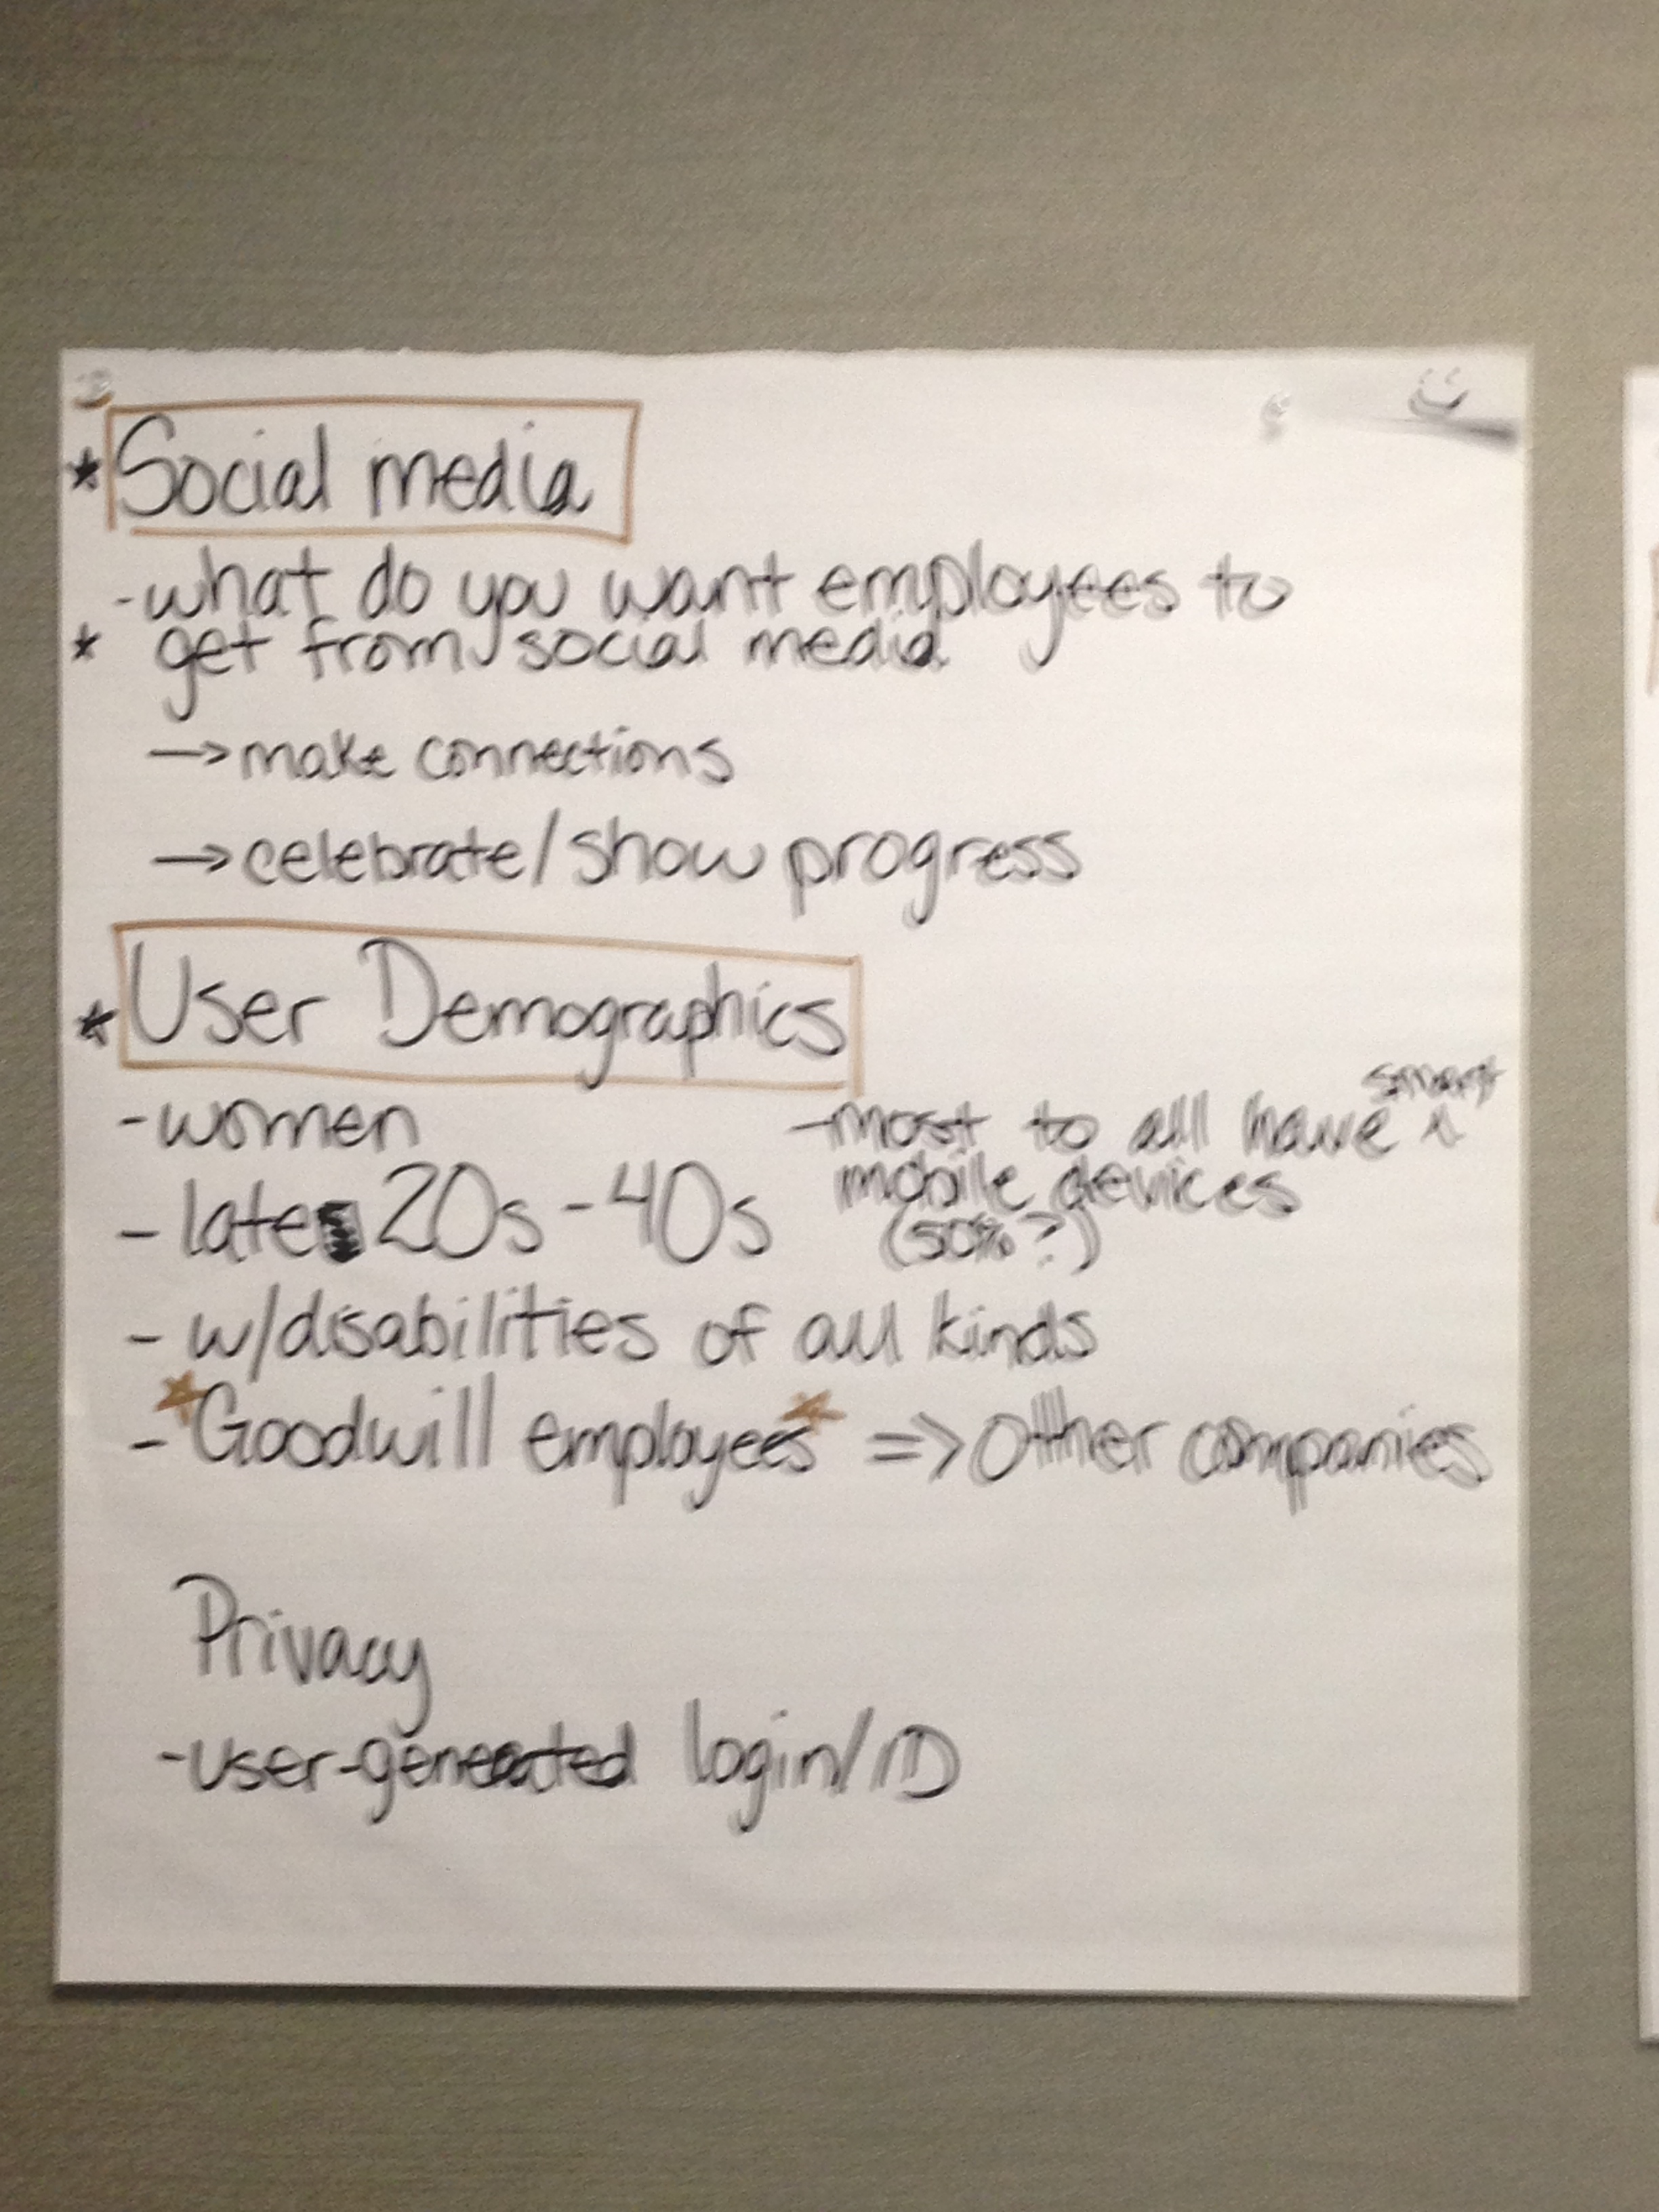 * Social media
- what do you want employees to
* get from social media
→ make connections
→ celebrate/show progress
* User Demographics
- women
- late 20s - 40s
- most to all have smart
mobile devices
(50% ?)
- w/disabilities of all kinds
- *Goodwill employees* => Other companies
Privacy
- user-generated login/ID